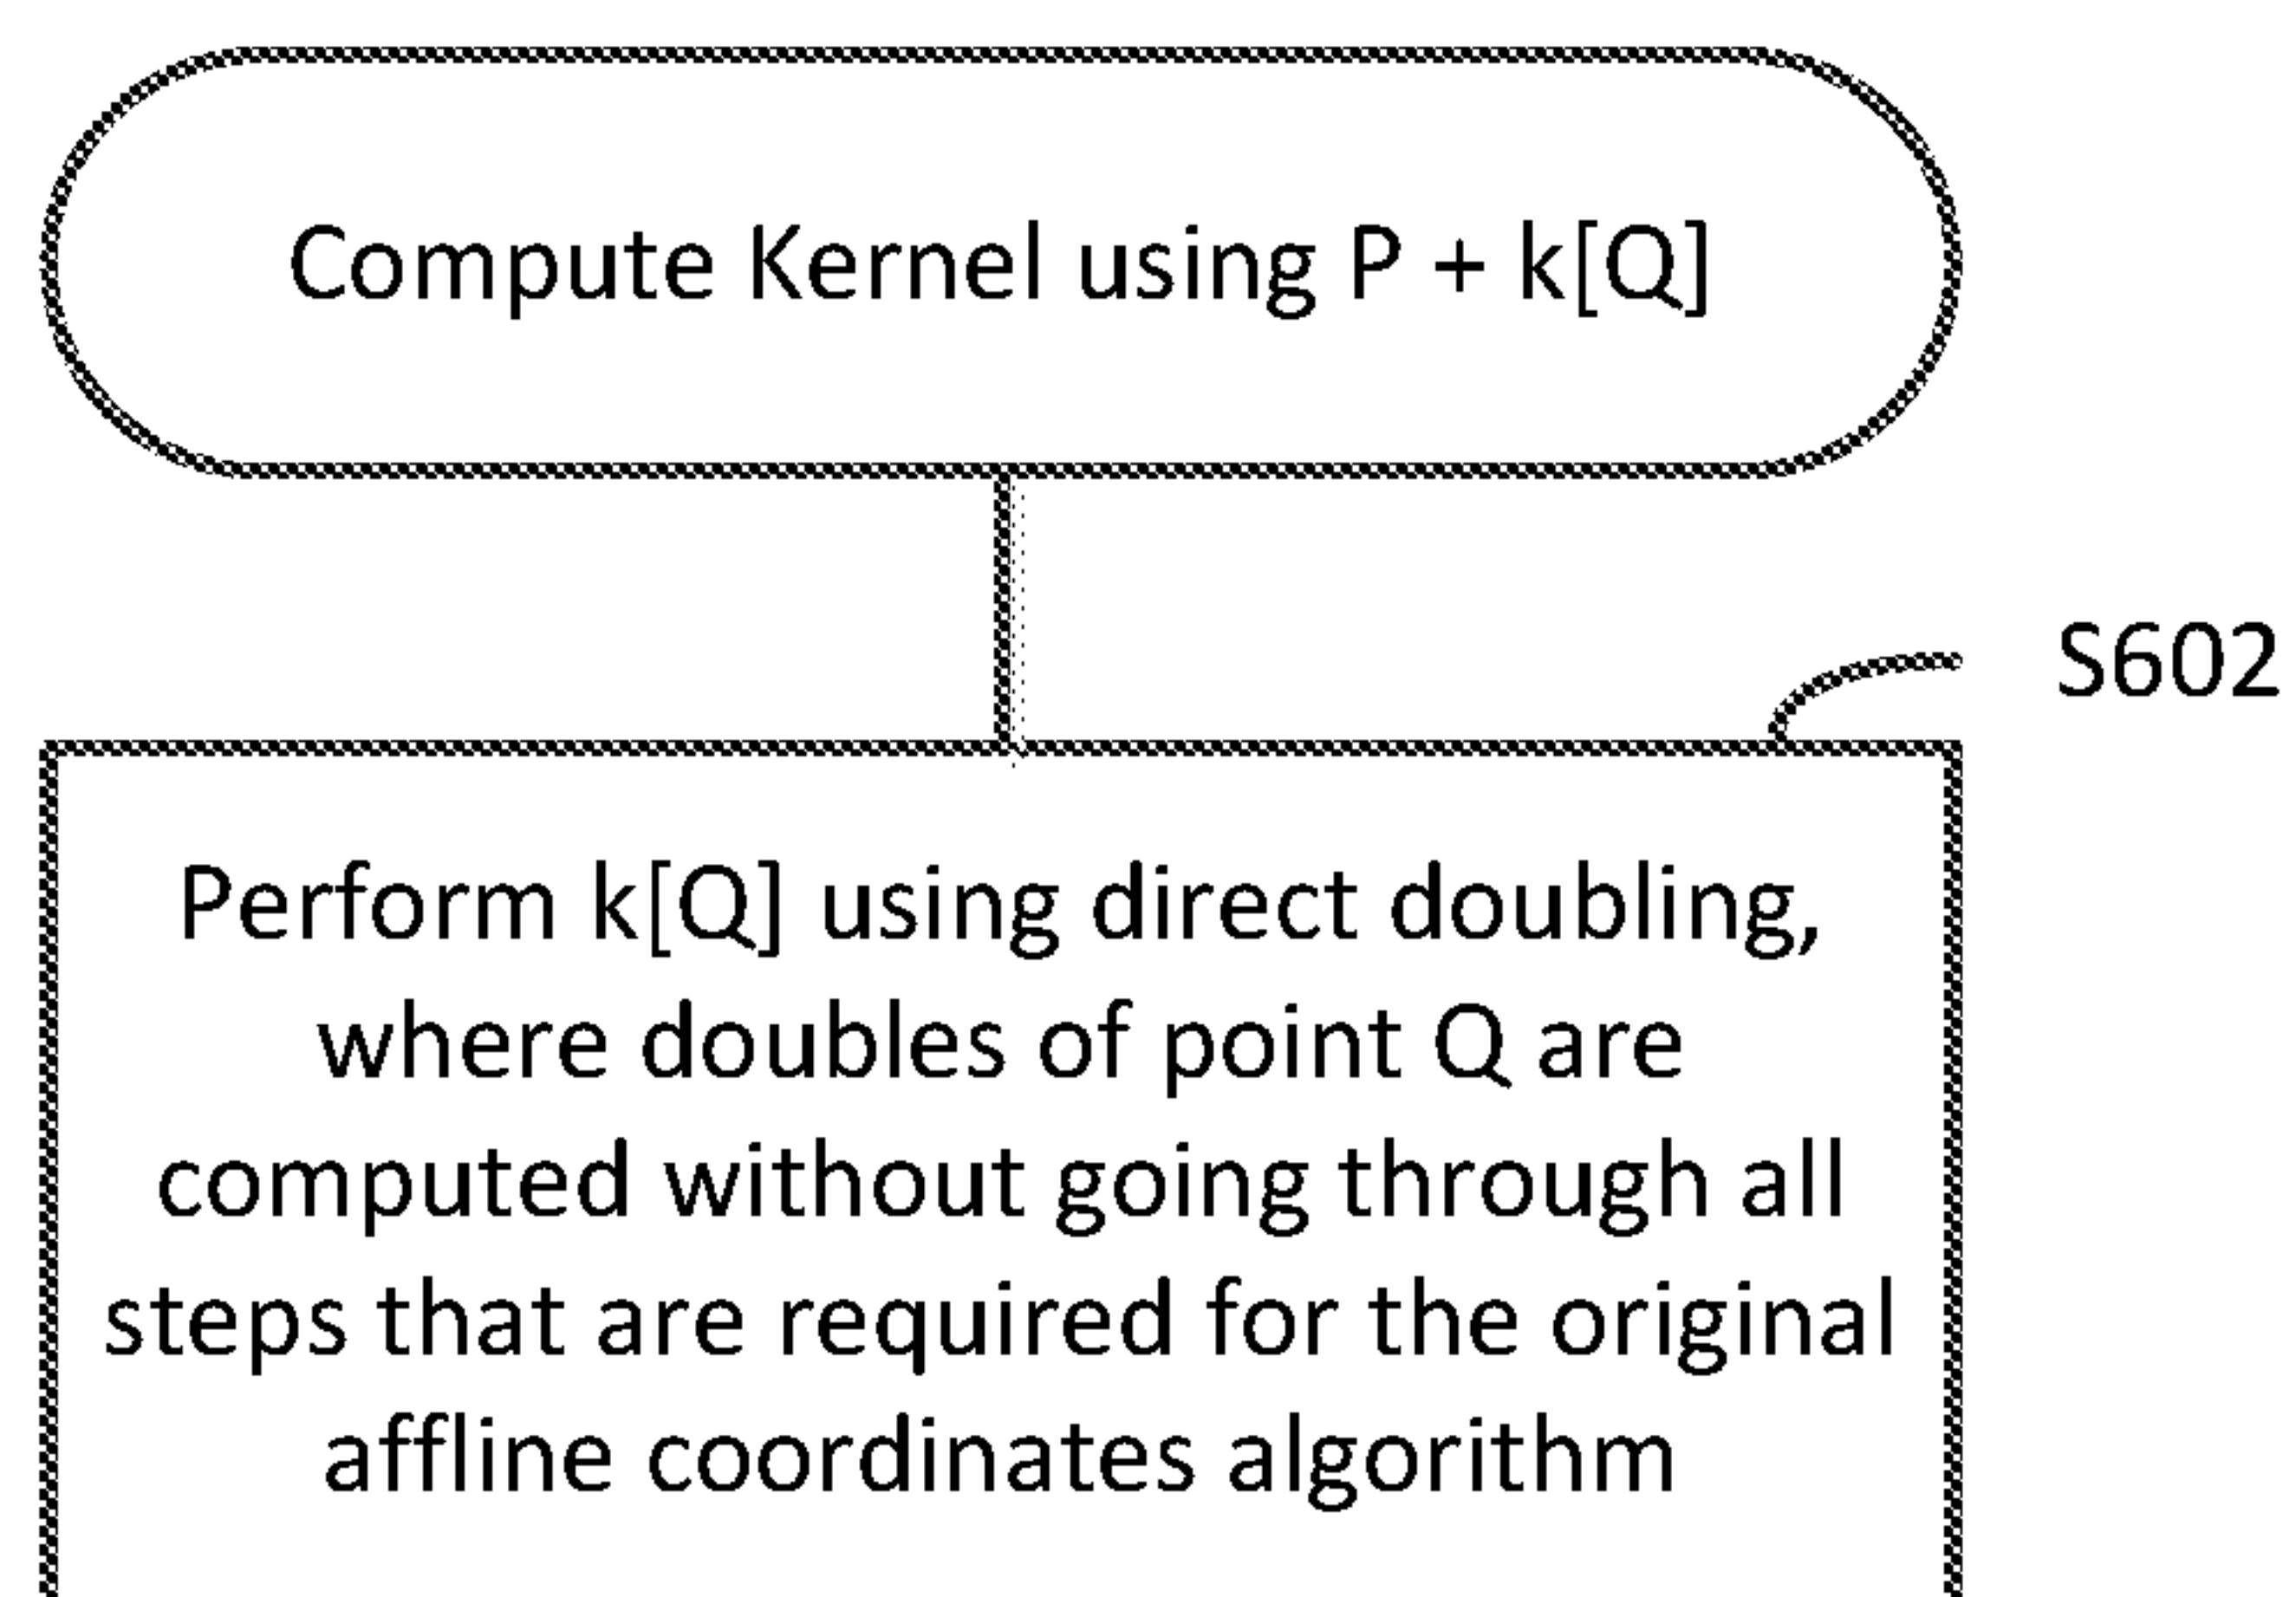 Compute Kernel using P + k[Q]
S602
Perform k[Q] using direct doubling,
where doubles of point Q are
computed without going through all
steps that are required for the original
affline coordinates algorithm